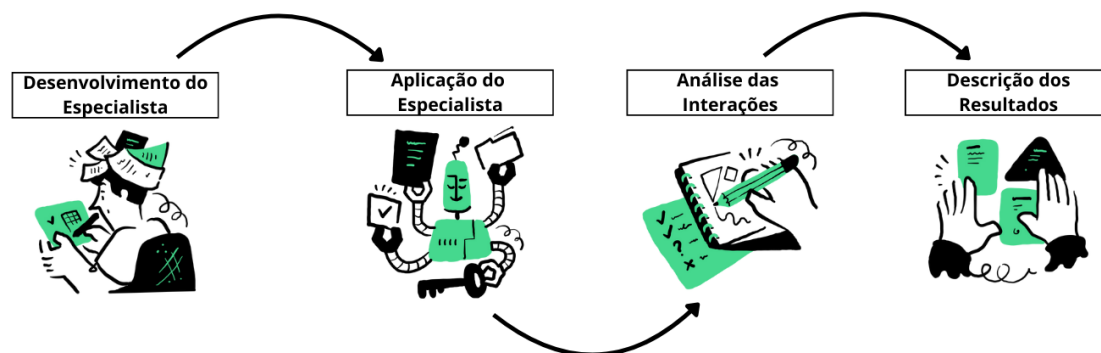 Desenvolvimento do
Especialista
Aplicação do
Especialista
Análise das
Interações
Descrição dos
Resultados